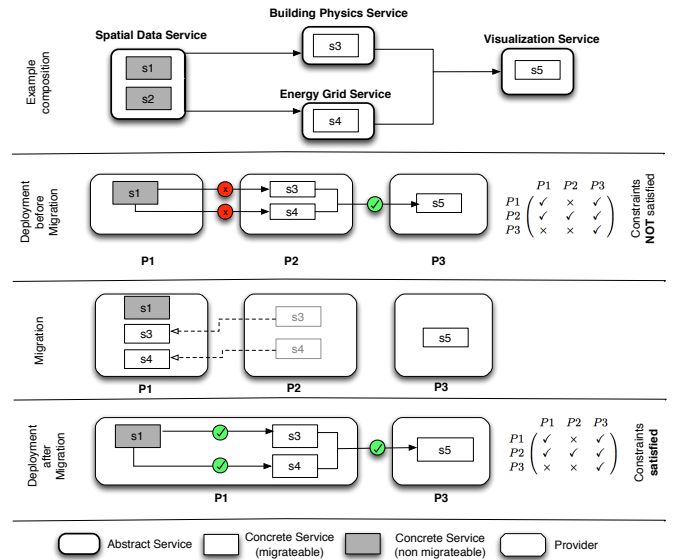 Building Physics Service
Spatial Data Service
Visualization Service
s3
s1
s5
s2
Energy Grid Service
s4
Example
composition
Deployment
before
Migration
s1
x
s3
x
s4
✓
s5
P1
P2
P3
P1 P2 P3
P1 ( ✓ × ✓ )
P2 ( ✓ ✓ ✓ )
P3 ( × × ✓ )
Constraints
NOT satisfied
Migration
s1
s3
s3
s4
s4
s5
P1
P2
P3
Deployment
after
Migration
s1
✓
s3
✓
s4
✓
s5
P1
P3
P1 P2 P3
P1 ( ✓ × ✓ )
P2 ( ✓ ✓ ✓ )
P3 ( × × ✓ )
Constraints
satisfied
Abstract Service
Concrete Service
(migrateable)
Concrete Service
(non migrateable)
Provider